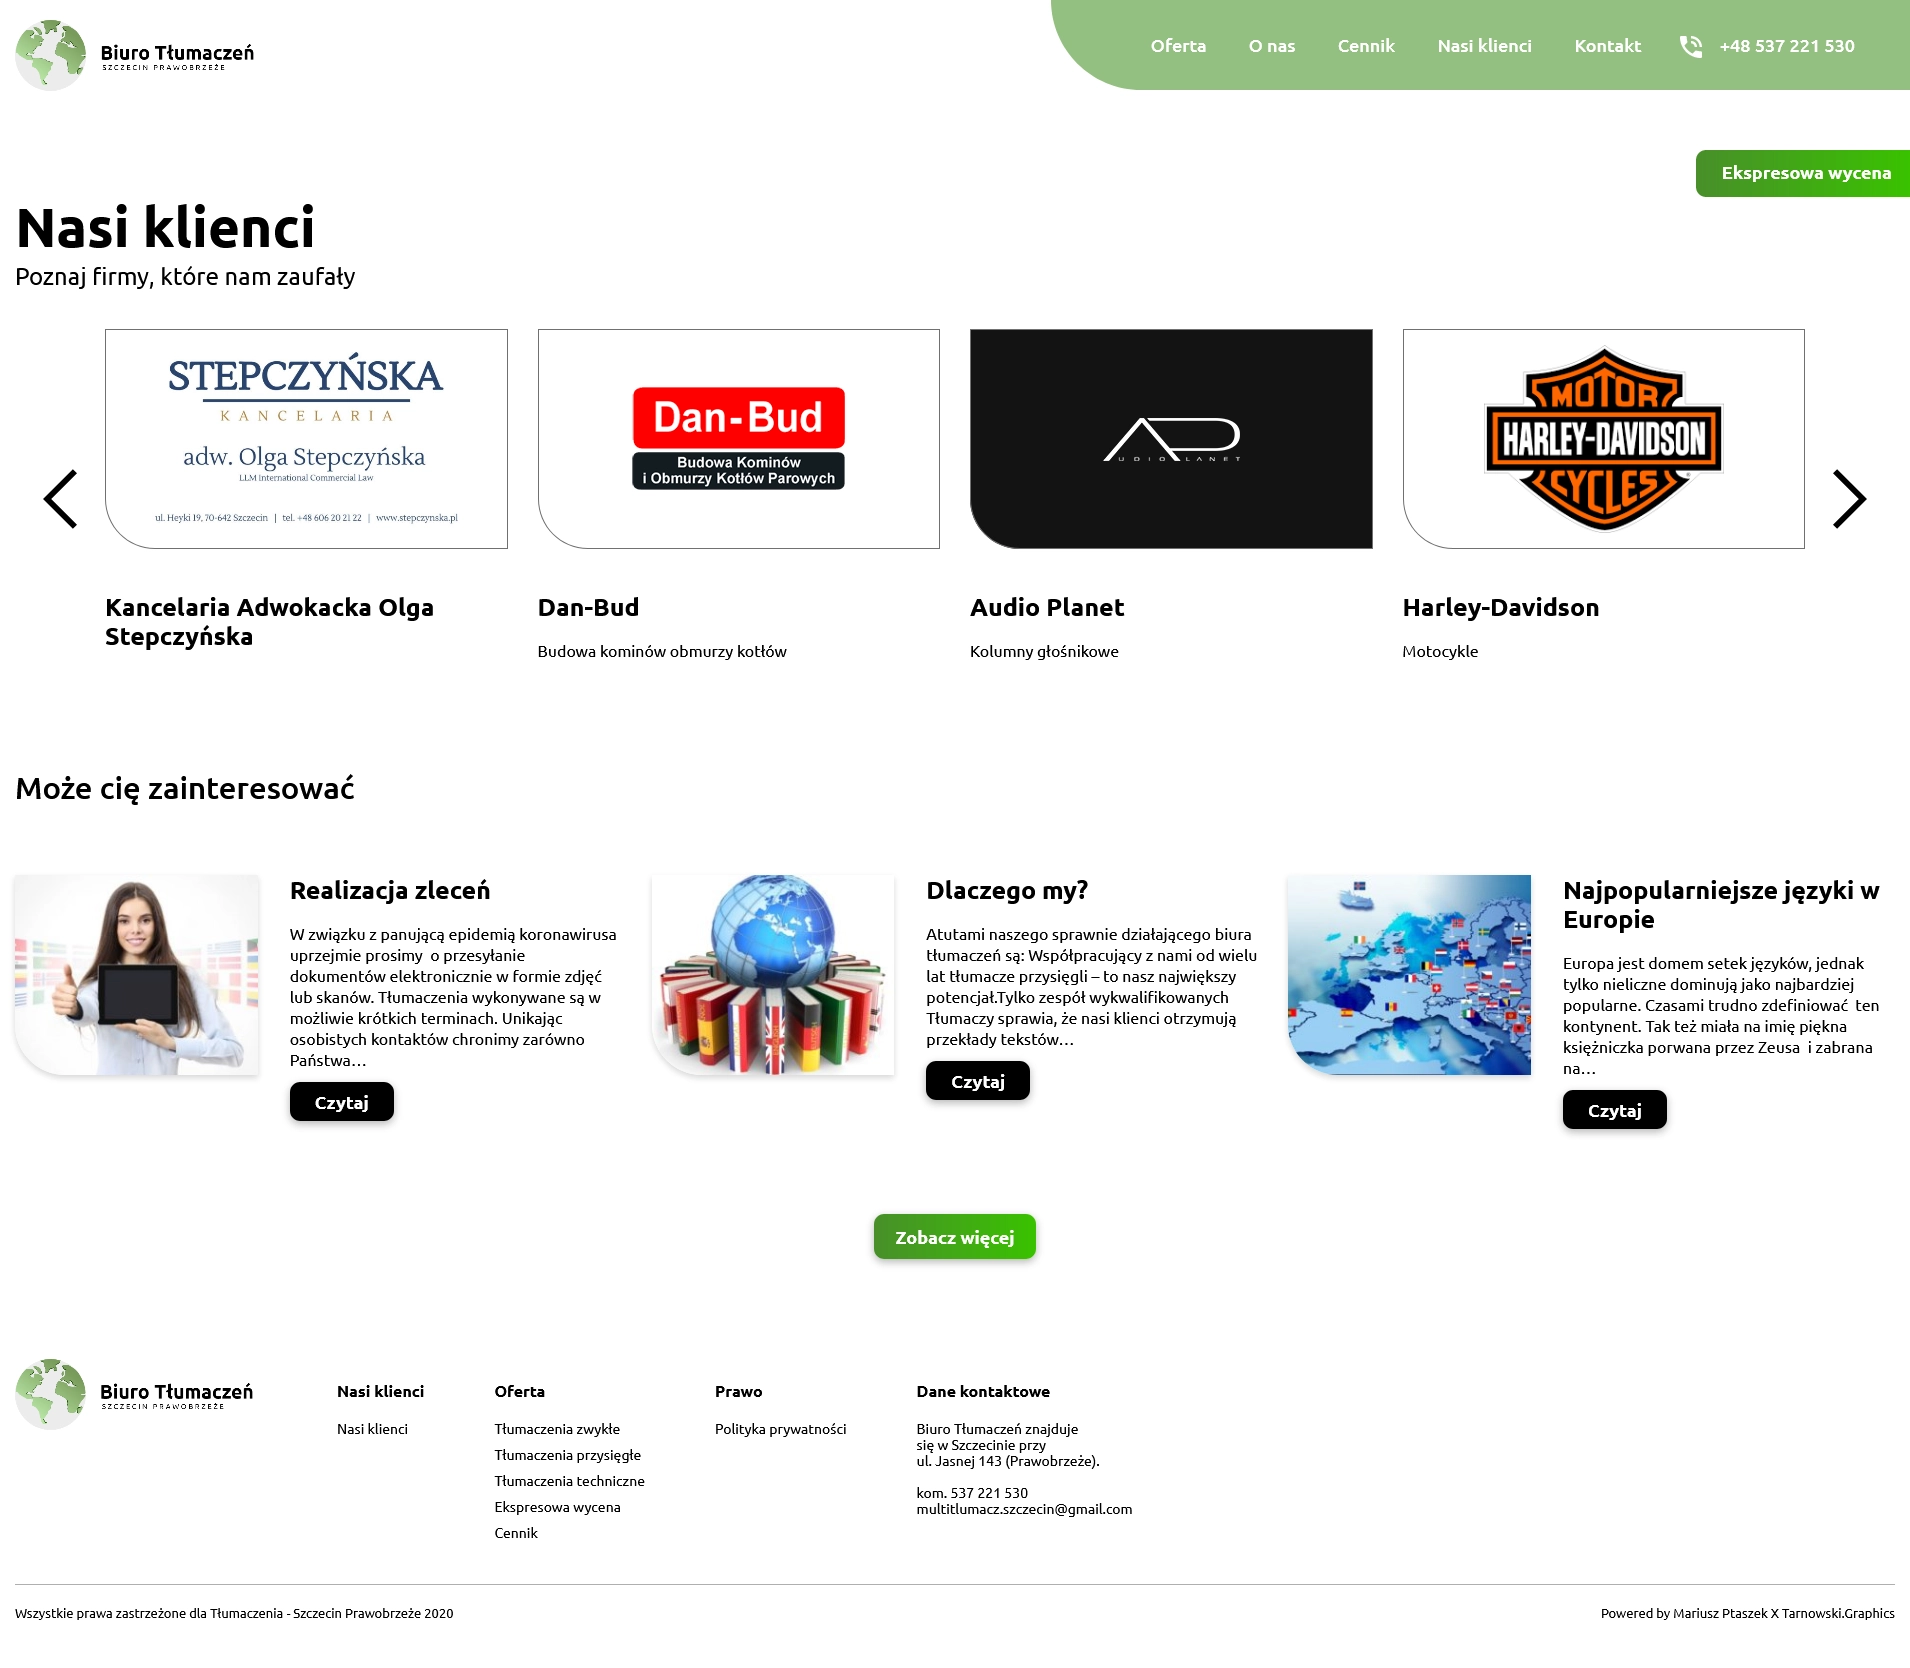 Biuro Tłumaczeń
SZCZECIN PRAWOBRZEŻE
Oferta
O nas
Cennik
Nasi klienci
Kontakt
+48 537 221 530
Ekspresowa wycena
Nasi klienci
Poznaj firmy, które nam zaufały
STEPCZYŃSKA
KANCELARIA
adw. Olga Stepczyńska
LLM International Commercial Law
ul. Heyki 19, 70-642 Szczecin | tel. +48 606 20 21 22 | www.stepczynska.pl
Dan-Bud
Budowa Kominów
i Obmurzy Kotłów Parowych
AUDIO PLANET
MOTOR
HARLEY-DAVIDSON
CYCLES
Kancelaria Adwokacka Olga
Stepczyńska
Dan-Bud
Budowa kominów obmurzy kotłów
Audio Planet
Kolumny głośnikowe
Harley-Davidson
Motocykle
Może cię zainteresować
Realizacja zleceń
W związku z panującą epidemią koronawirusa
uprzejmie prosimy  o przesyłanie
dokumentów elektronicznie w formie zdjęć
lub skanów. Tłumaczenia wykonywane są w
możliwie krótkich terminach. Unikając
osobistych kontaktów chronimy zarówno
Państwa…
Czytaj
Dlaczego my?
Atutami naszego sprawnie działającego biura
tłumaczeń są: Współpracujący z nami od wielu
lat tłumacze przysięgli – to nasz największy
potencjał.Tylko zespół wykwalifikowanych
Tłumaczy sprawia, że nasi klienci otrzymują
przekłady tekstów…
Czytaj
Najpopularniejsze języki w
Europie
Europa jest domem setek języków, jednak
tylko nieliczne dominują jako najbardziej
popularne. Czasami trudno zdefiniować  ten
kontynent. Tak też miała na imię piękna
księżniczka porwana przez Zeusa  i zabrana
na…
Czytaj
Zobacz więcej
Biuro Tłumaczeń
SZCZECIN PRAWOBRZEŻE
Nasi klienci
Nasi klienci
Oferta
Tłumaczenia zwykłe
Tłumaczenia przysięgłe
Tłumaczenia techniczne
Ekspresowa wycena
Cennik
Prawo
Polityka prywatności
Dane kontaktowe
Biuro Tłumaczeń znajduje
się w Szczecinie przy
ul. Jasnej 143 (Prawobrzeże).
kom. 537 221 530
multitlumacz.szczecin@gmail.com
Wszystkie prawa zastrzeżone dla Tłumaczenia - Szczecin Prawobrzeże 2020
Powered by Mariusz Ptaszek X Tarnowski.Graphics